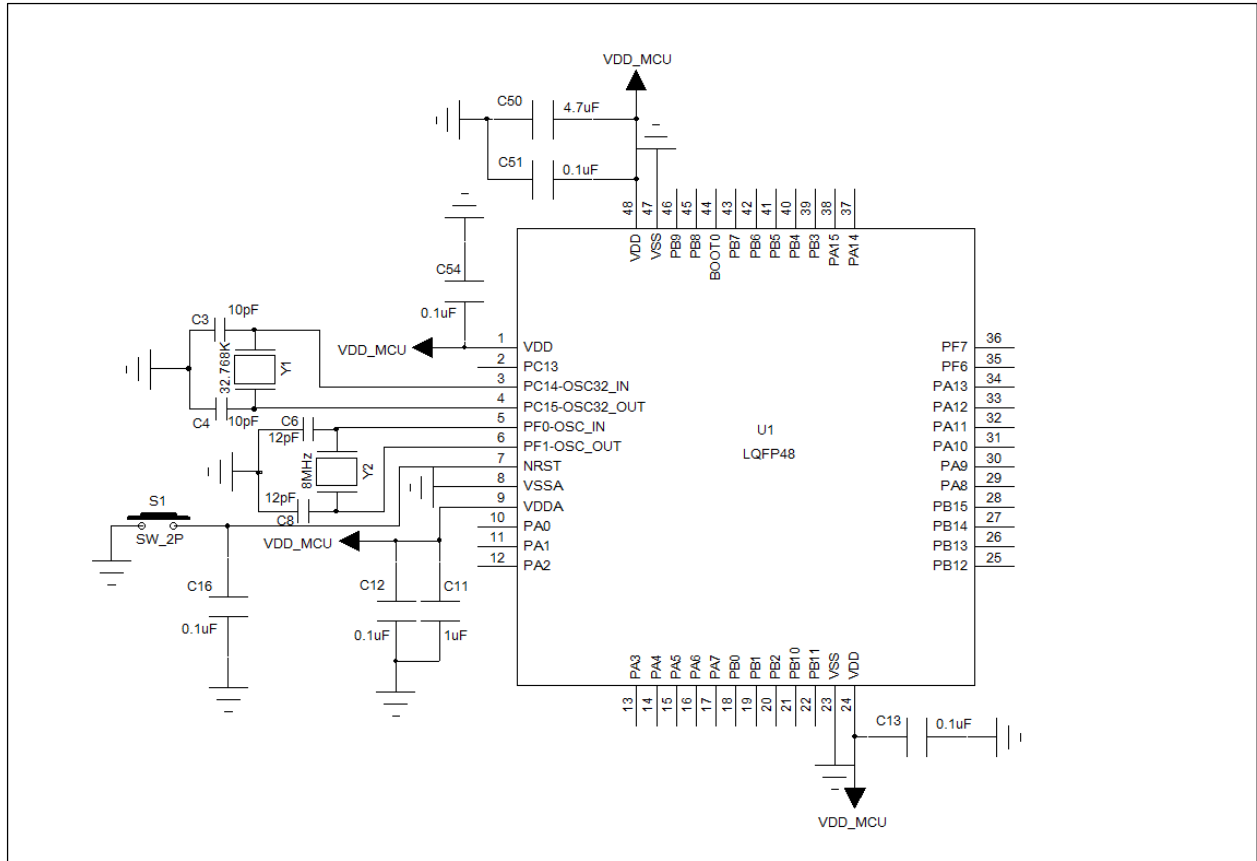 VDD_MCU
C50 4.7uF
C51 0.1uF
48 47 46 45 44 43 42 41 40 39 38 37
VDD VSS PB9 PB8 BOOT0 PB7 PB6 PB5 PB4 PB3 PA15 PA14
C54
0.1uF
VDD_MCU
C3 10pF
32.768K Y1
C4 10pF
C6
12pF
8MHz Y2
12pF
C8
S1
SW_2P
VDD_MCU
C16
0.1uF
C12 C11
0.1uF 1uF
1 VDD
2 PC13
3 PC14-OSC32_IN
4 PC15-OSC32_OUT
5 PF0-OSC_IN
6 PF1-OSC_OUT
7 NRST
8 VSSA
9 VDDA
10 PA0
11 PA1
12 PA2
U1
LQFP48
PF7 36
PF6 35
PA13 34
PA12 33
PA11 32
PA10 31
PA9 30
PA8 29
PB15 28
PB14 27
PB13 26
PB12 25
PA3 PA4 PA5 PA6 PA7 PB0 PB1 PB2 PB10 PB11 VSS VDD
13 14 15 16 17 18 19 20 21 22 23 24
C13 0.1uF
VDD_MCU